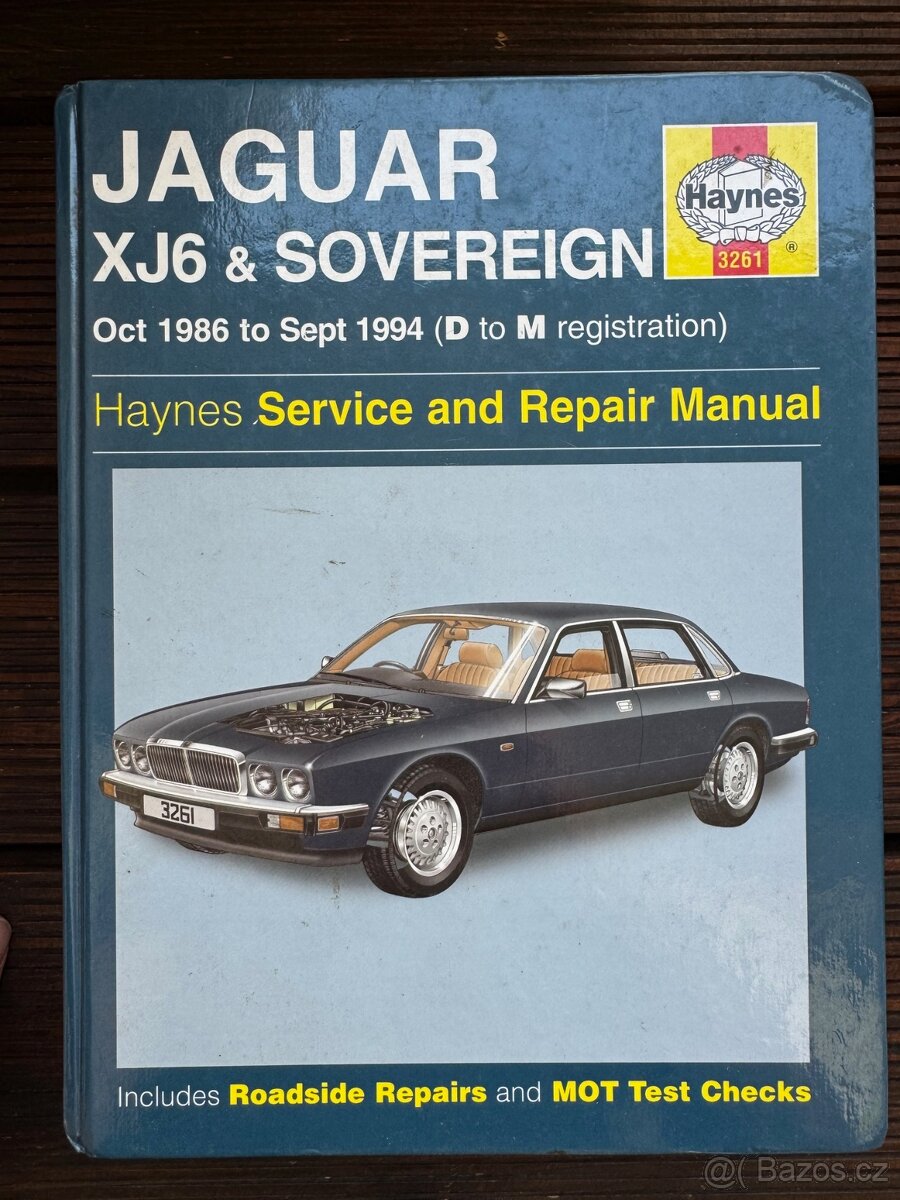 JAGUAR
XJ6 & SOVEREIGN
Haynes
®
3261
Oct 1986 to Sept 1994 (D to M registration)
Haynes Service and Repair Manual
3261
Includes Roadside Repairs and MOT Test Checks
@( Bazos.cz